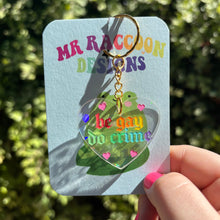 MR RACCOON
DESIGNS
be gay
do crime